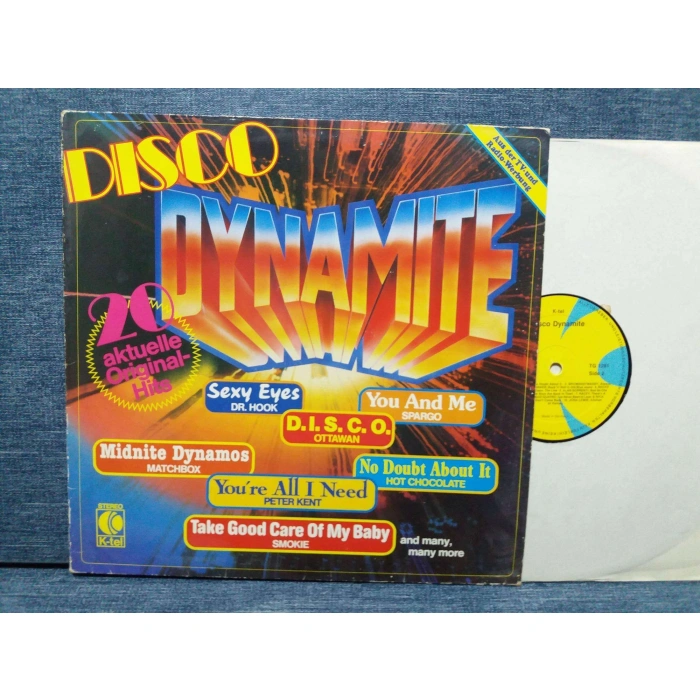 DISCO
DYNAMITE
Aus der TV-und
Radio-Werbung
20
aktuelle
Original-
Hits
Sexy Eyes
DR. HOOK
You And Me
SPARGO
D.I.S.C.O.
OTTAWAN
Midnite Dynamos
MATCHBOX
No Doubt About It
HOT CHOCOLATE
You're All I Need
PETER KENT
Take Good Care Of My Baby
SMOKIE
and many,
many more
STEREO
K-tel
K-tel
sco Dynamite